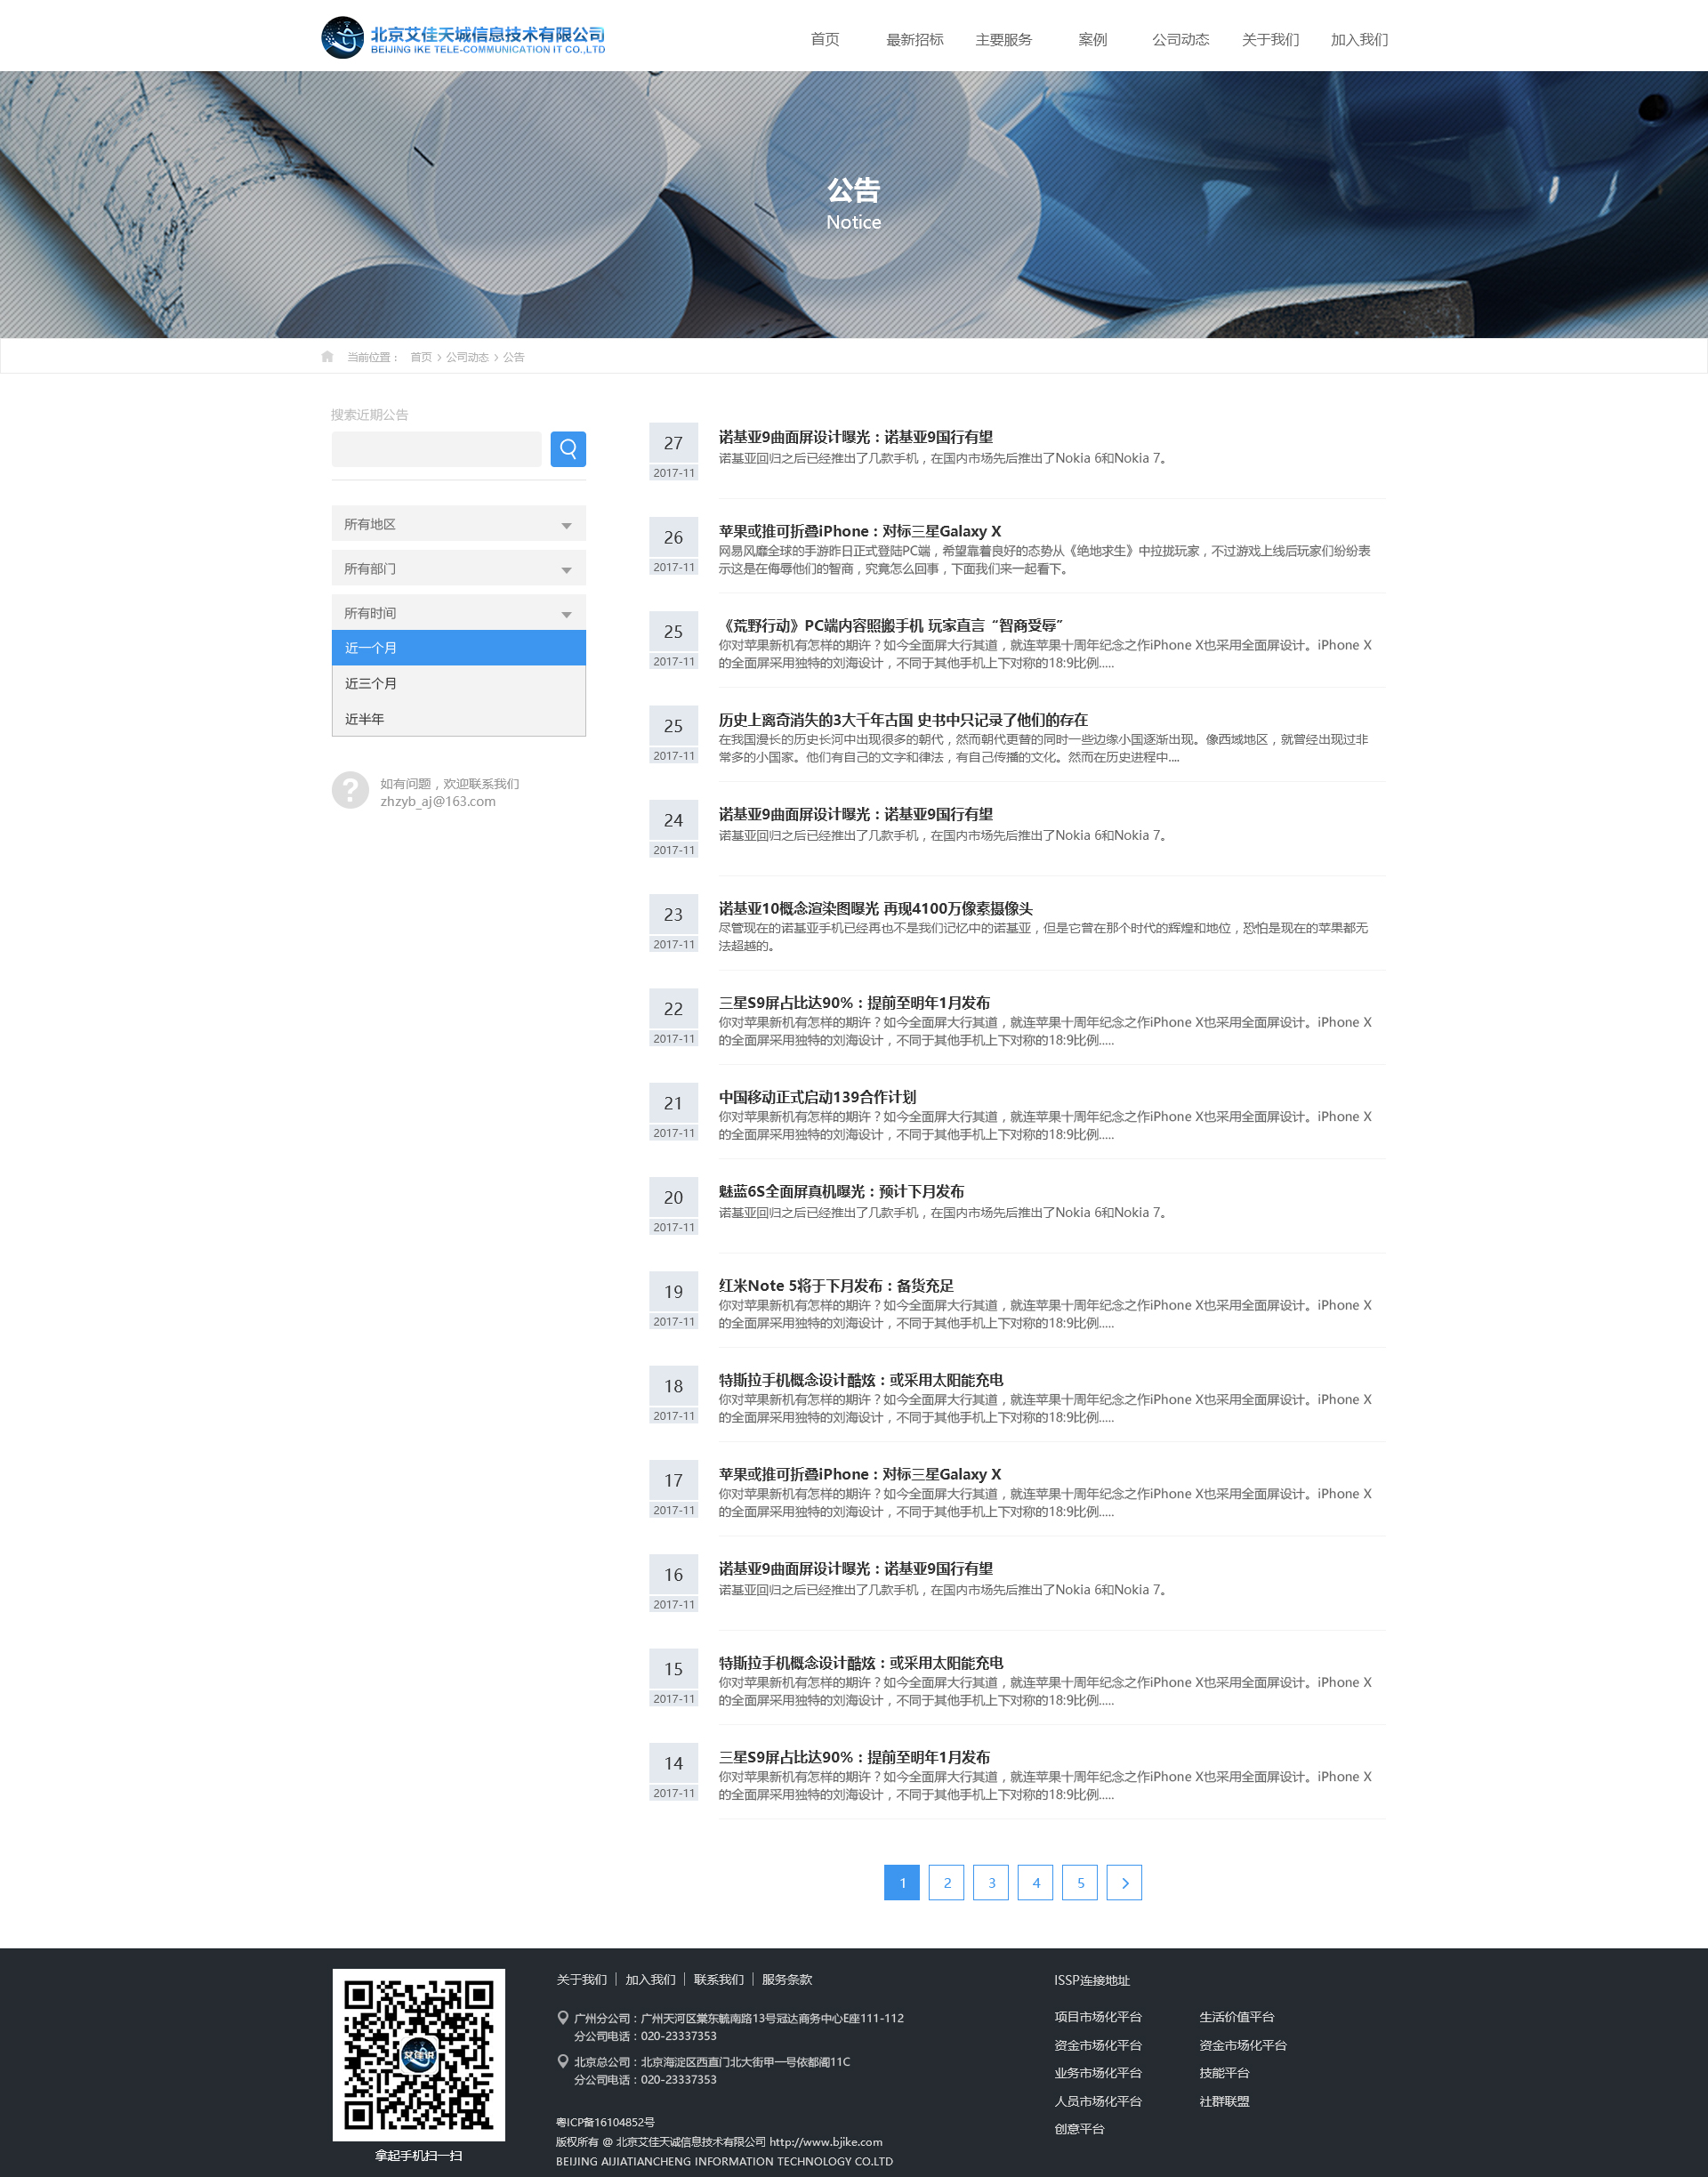 北京艾佳天诚信息技术有限公司
BEIJING IKE TELE-COMMUNICATION IT CO.,LTD
首页 最新招标 主要服务 案例 公司动态 关于我们 加入我们
公告
Notice
当前位置： 首页 > 公司动态 > 公告
搜索近期公告
所有地区
所有部门
所有时间
近一个月
近三个月
近半年
如有问题，欢迎联系我们
zhzyb_aj@163.com
27
2017-11
诺基亚9曲面屏设计曝光：诺基亚9国行有望
诺基亚回归之后已经推出了几款手机，在国内市场先后推出了Nokia 6和Nokia 7。
26
2017-11
苹果或推可折叠iPhone：对标三星Galaxy X
网易风靡全球的手游昨日正式登陆PC端，希望靠着良好的态势从《绝地求生》中拉拢玩家，不过游戏上线后玩家们纷纷表
示这是在侮辱他们的智商，究竟怎么回事，下面我们来一起看下。
25
2017-11
《荒野行动》PC端内容照搬手机 玩家直言“智商受辱”
你对苹果新机有怎样的期许？如今全面屏大行其道，就连苹果十周年纪念之作iPhone X也采用全面屏设计。iPhone X
的全面屏采用独特的刘海设计，不同于其他手机上下对称的18:9比例.....
25
2017-11
历史上离奇消失的3大千年古国 史书中只记录了他们的存在
在我国漫长的历史长河中出现很多的朝代，然而朝代更替的同时一些边缘小国逐渐出现。像西域地区，就曾经出现过非
常多的小国家。他们有自己的文字和律法，有自己传播的文化。然而在历史进程中....
24
2017-11
诺基亚9曲面屏设计曝光：诺基亚9国行有望
诺基亚回归之后已经推出了几款手机，在国内市场先后推出了Nokia 6和Nokia 7。
23
2017-11
诺基亚10概念渲染图曝光 再现4100万像素摄像头
尽管现在的诺基亚手机已经再也不是我们记忆中的诺基亚，但是它曾在那个时代的辉煌和地位，恐怕是现在的苹果都无
法超越的。
22
2017-11
三星S9屏占比达90%：提前至明年1月发布
你对苹果新机有怎样的期许？如今全面屏大行其道，就连苹果十周年纪念之作iPhone X也采用全面屏设计。iPhone X
的全面屏采用独特的刘海设计，不同于其他手机上下对称的18:9比例.....
21
2017-11
中国移动正式启动139合作计划
你对苹果新机有怎样的期许？如今全面屏大行其道，就连苹果十周年纪念之作iPhone X也采用全面屏设计。iPhone X
的全面屏采用独特的刘海设计，不同于其他手机上下对称的18:9比例.....
20
2017-11
魅蓝6S全面屏真机曝光：预计下月发布
诺基亚回归之后已经推出了几款手机，在国内市场先后推出了Nokia 6和Nokia 7。
19
2017-11
红米Note 5将于下月发布：备货充足
你对苹果新机有怎样的期许？如今全面屏大行其道，就连苹果十周年纪念之作iPhone X也采用全面屏设计。iPhone X
的全面屏采用独特的刘海设计，不同于其他手机上下对称的18:9比例.....
18
2017-11
特斯拉手机概念设计酷炫：或采用太阳能充电
你对苹果新机有怎样的期许？如今全面屏大行其道，就连苹果十周年纪念之作iPhone X也采用全面屏设计。iPhone X
的全面屏采用独特的刘海设计，不同于其他手机上下对称的18:9比例.....
17
2017-11
苹果或推可折叠iPhone：对标三星Galaxy X
你对苹果新机有怎样的期许？如今全面屏大行其道，就连苹果十周年纪念之作iPhone X也采用全面屏设计。iPhone X
的全面屏采用独特的刘海设计，不同于其他手机上下对称的18:9比例.....
16
2017-11
诺基亚9曲面屏设计曝光：诺基亚9国行有望
诺基亚回归之后已经推出了几款手机，在国内市场先后推出了Nokia 6和Nokia 7。
15
2017-11
特斯拉手机概念设计酷炫：或采用太阳能充电
你对苹果新机有怎样的期许？如今全面屏大行其道，就连苹果十周年纪念之作iPhone X也采用全面屏设计。iPhone X
的全面屏采用独特的刘海设计，不同于其他手机上下对称的18:9比例.....
14
2017-11
三星S9屏占比达90%：提前至明年1月发布
你对苹果新机有怎样的期许？如今全面屏大行其道，就连苹果十周年纪念之作iPhone X也采用全面屏设计。iPhone X
的全面屏采用独特的刘海设计，不同于其他手机上下对称的18:9比例.....
1 2 3 4 5 >
拿起手机扫一扫
关于我们 | 加入我们 | 联系我们 | 服务条款
广州分公司：广州天河区棠东毓南路13号冠达商务中心E座111-112
分公司电话：020-23337353
北京总公司：北京海淀区西直门北大街甲一号依都阁11C
分公司电话：020-23337353
粤ICP备16104852号
版权所有 @ 北京艾佳天诚信息技术有限公司 http://www.bjike.com
BEIJING AIJIATIANCHENG INFORMATION TECHNOLOGY CO.LTD
ISSP连接地址
项目市场化平台 生活价值平台
资金市场化平台 资金市场化平台
业务市场化平台 技能平台
人员市场化平台 社群联盟
创意平台